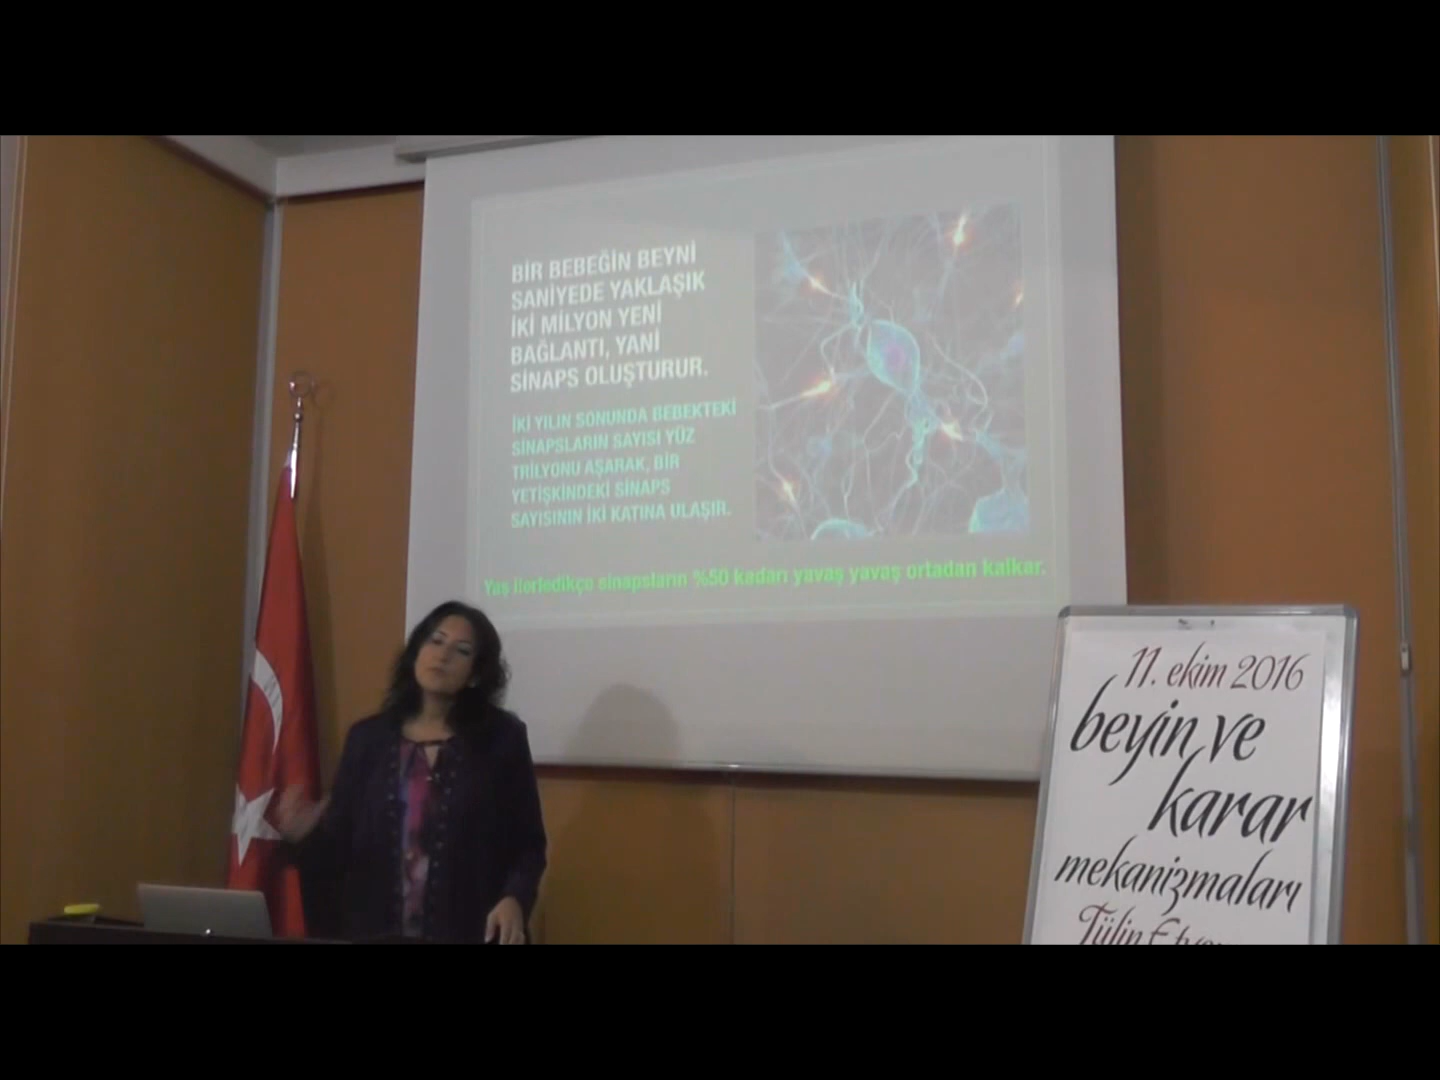 BİR BEBEĞİN BEYNİ
SANİYEDE YAKLAŞIK
İKİ MİLYON YENİ
BAĞLANTI, YANİ
SİNAPS OLUŞTURUR.
İKİ YILIN SONUNDA BEBEKTEKİ
SİNAPSLARIN SAYISI YÜZ
TRİLYONU AŞARAK, BİR
YETİŞKİNDEKİ SİNAPS
SAYISININ İKİ KATINA ULAŞIR.
Yaş ilerledikçe sinapsların %50 kadarı yavaş yavaş ortadan kalkar.
11. ekim 2016
beyin ve
karar
mekanizmaları
Tülin